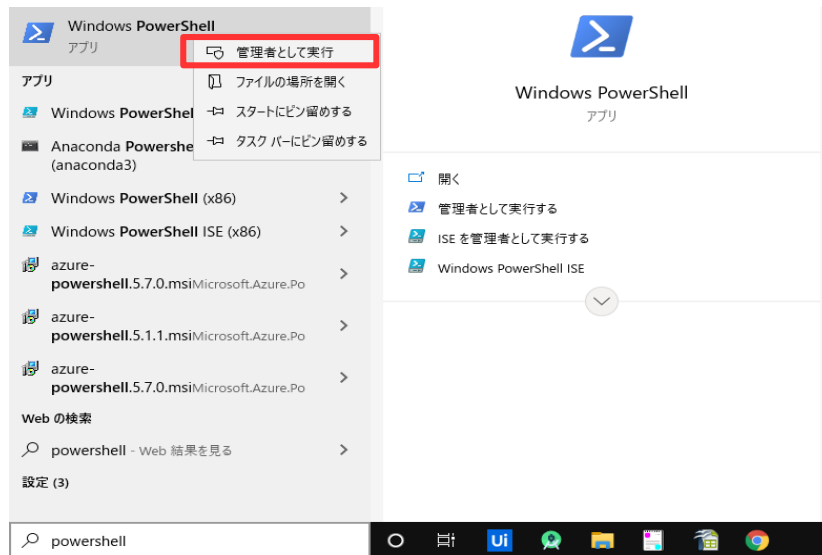 Windows PowerShell
アプリ
管理者として実行
ファイルの場所を開く
スタートにピン留めする
タスク バーにピン留めする
アプリ
Windows PowerShel
Anaconda Powershe
(anaconda3)
Windows PowerShell (x86)
Windows PowerShell ISE (x86)
azure-
powershell.5.7.0.msiMicrosoft.Azure.Po
azure-
powershell.5.1.1.msiMicrosoft.Azure.Po
azure-
powershell.5.7.0.msiMicrosoft.Azure.Po
Web の検索
powershell - Web 結果を見る
設定 (3)
powershell
Windows PowerShell
アプリ
開く
管理者として実行する
ISE を管理者として実行する
Windows PowerShell ISE
Ui